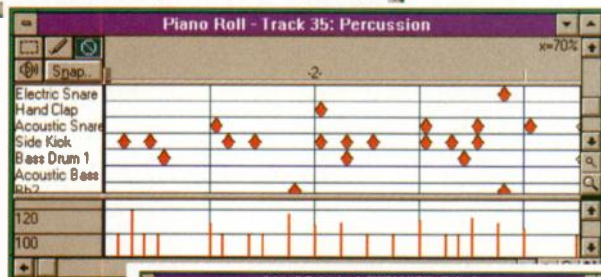 Piano Roll - Track 35: Percussion
x=70%
Snap..
-2-
Electric Snare
Hand Clap
Acoustic Snare
Side Kick
Bass Drum 1
Acoustic Bass
Bb2
120
100